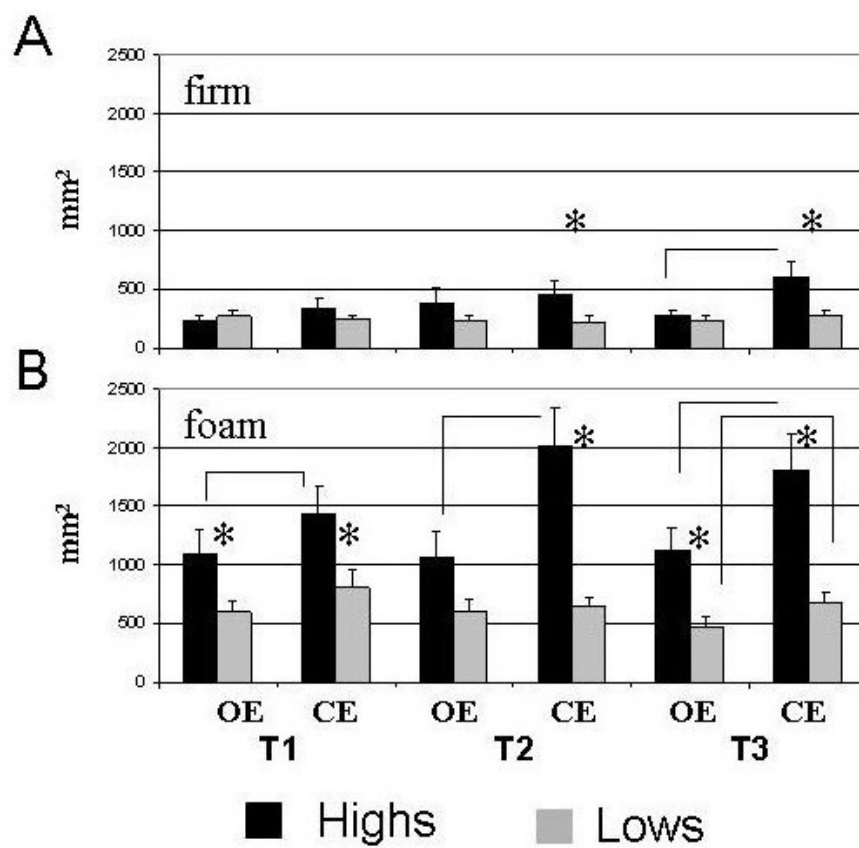 A
2500
firm
2000
1500
mm²
1000
* *
500
0
B
2500
foam
2000
* *
1500
mm²
* * *
1000
500
0
OE CE OE CE OE CE
T1 T2 T3
Highs Lows